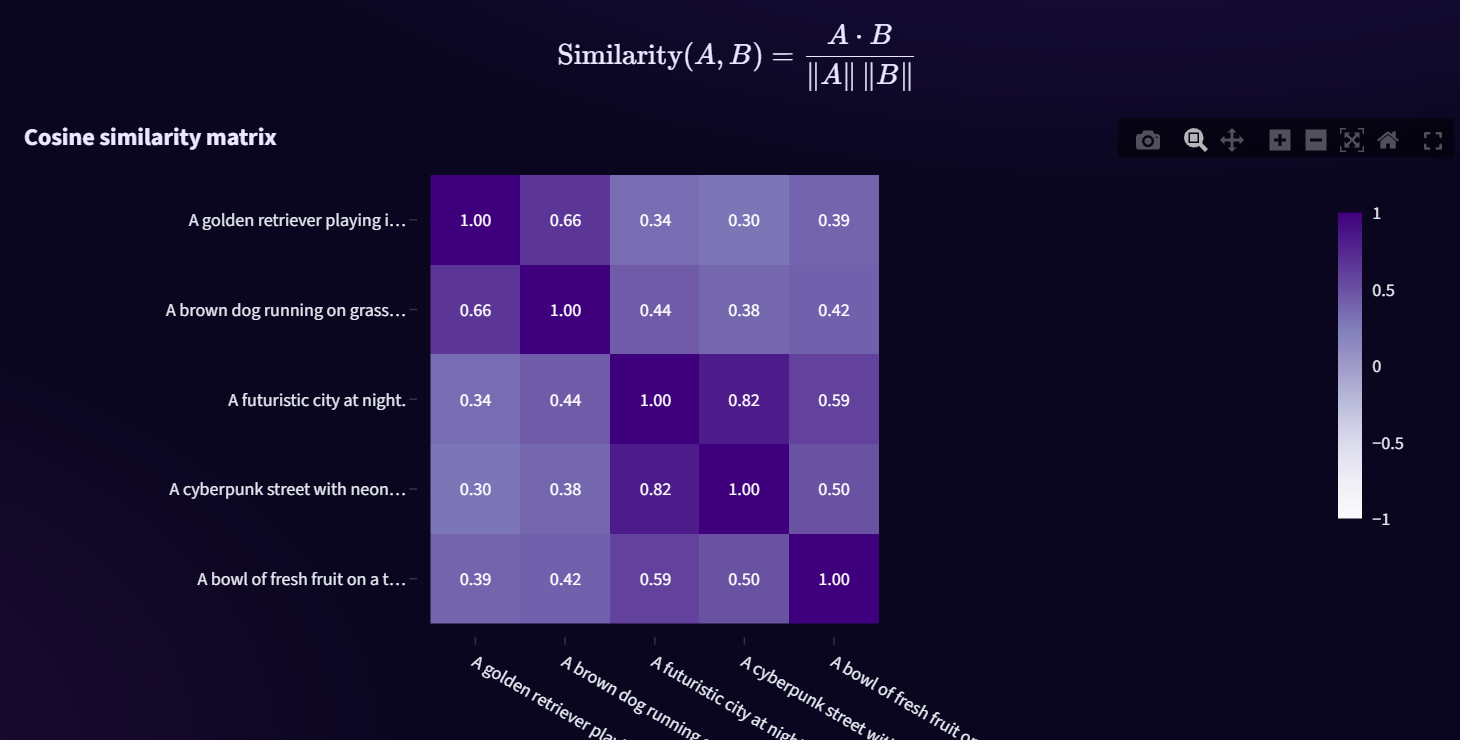 Similarity(A, B) = A · B / ‖A‖ ‖B‖
Cosine similarity matrix
A golden retriever playing i… 1.00 0.66 0.34 0.30 0.39
A brown dog running on grass… 0.66 1.00 0.44 0.38 0.42
A futuristic city at night. 0.34 0.44 1.00 0.82 0.59
A cyberpunk street with neon… 0.30 0.38 0.82 1.00 0.50
A bowl of fresh fruit on a t… 0.39 0.42 0.59 0.50 1.00
1
0.5
0
−0.5
−1
A golden retriever
A brown dog running
A futuristic city at
A cyberpunk street
A bowl of fresh fruit